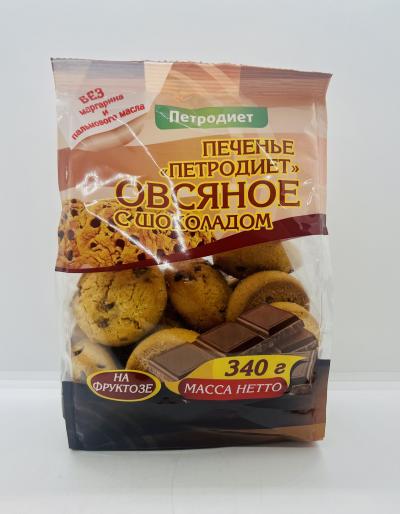 БЕЗ
маргарина
и
пальмового масла
Петродиет
ПЕЧЕНЬЕ
«ПЕТРОДИЕТ»
ОВСЯНОЕ
С ШОКОЛАДОМ
340 г
МАССА НЕТТО
НА
ФРУКТОЗЕ